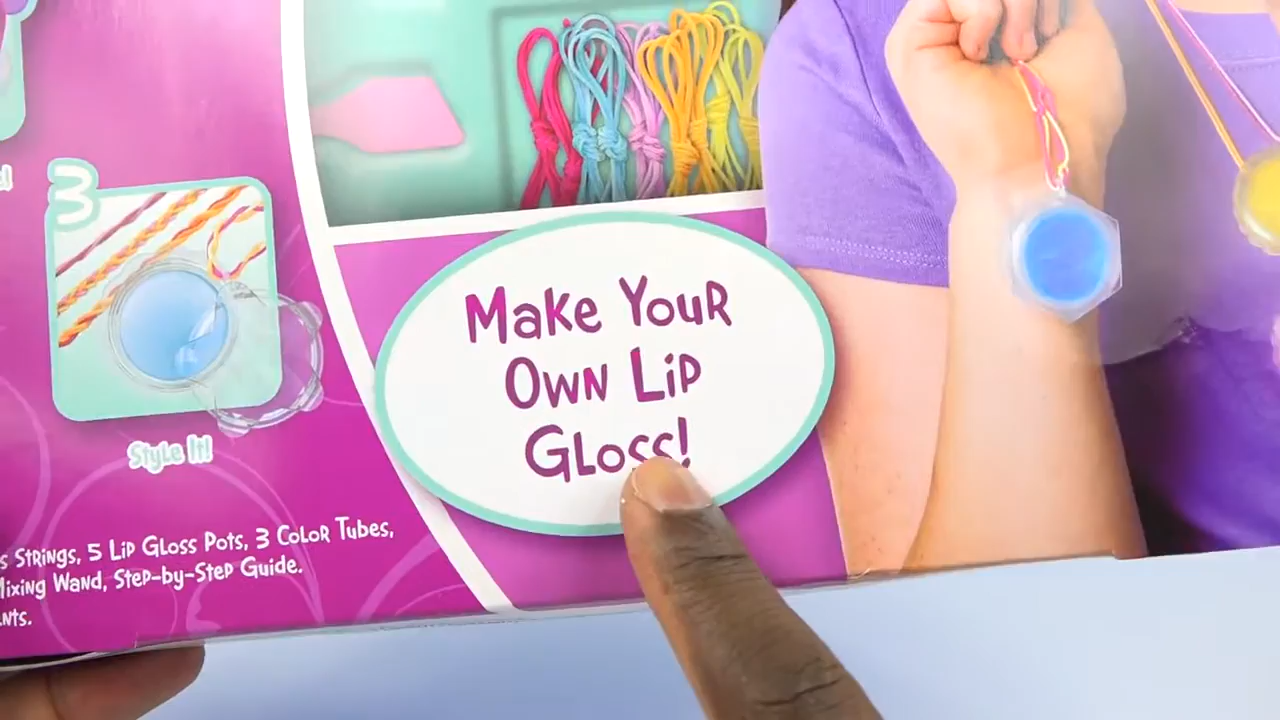 3
Style It!
Make Your
Own Lip
Gloss!
Strings, 5 Lip Gloss Pots, 3 Color Tubes,
Mixing Wand, Step-by-Step Guide.